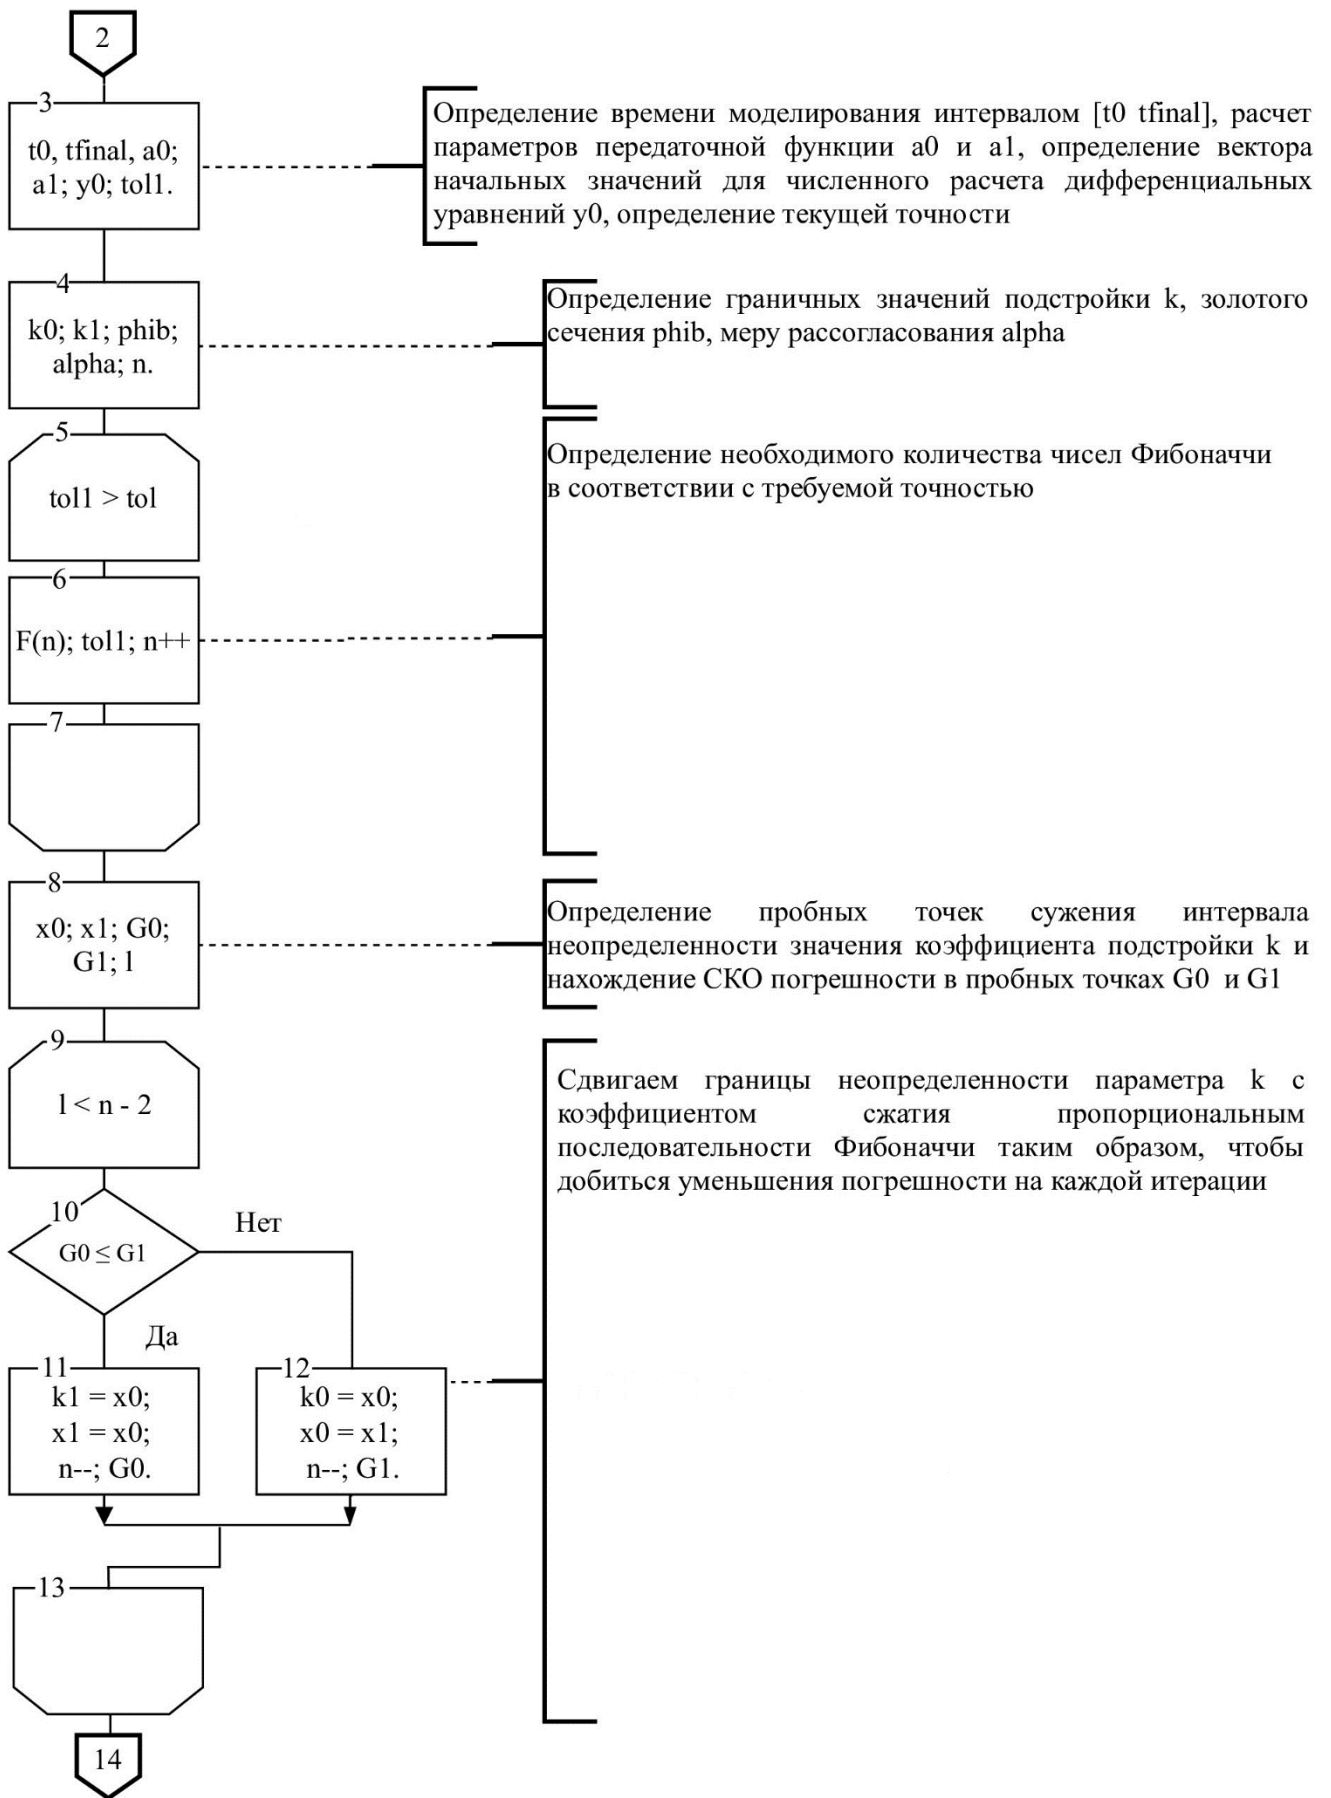 2
3
t0, tfinal, a0;
a1; y0; tol1.
Определение времени моделирования интервалом [t0 tfinal], расчет
параметров передаточной функции a0 и a1, определение вектора
начальных значений для численного расчета дифференциальных
уравнений y0, определение текущей точности
4
k0; k1; phib;
alpha; n.
Определение граничных значений подстройки k, золотого
сечения phib, меру рассогласования alpha
5
tol1 > tol
Определение необходимого количества чисел Фибоначчи
в соответствии с требуемой точностью
6
F(n); tol1; n++
7
8
x0; x1; G0;
G1; l
Определение пробных точек сужения интервала
неопределенности значения коэффициента подстройки k и
нахождение СКО погрешности в пробных точках G0 и G1
9
l < n - 2
Сдвигаем границы неопределенности параметра k с
коэффициентом сжатия пропорциональным
последовательности Фибоначчи таким образом, чтобы
добиться уменьшения погрешности на каждой итерации
10
G0 ≤ G1
Нет
Да
11
k1 = x0;
x1 = x0;
n--; G0.
12
k0 = x0;
x0 = x1;
n--; G1.
13
14